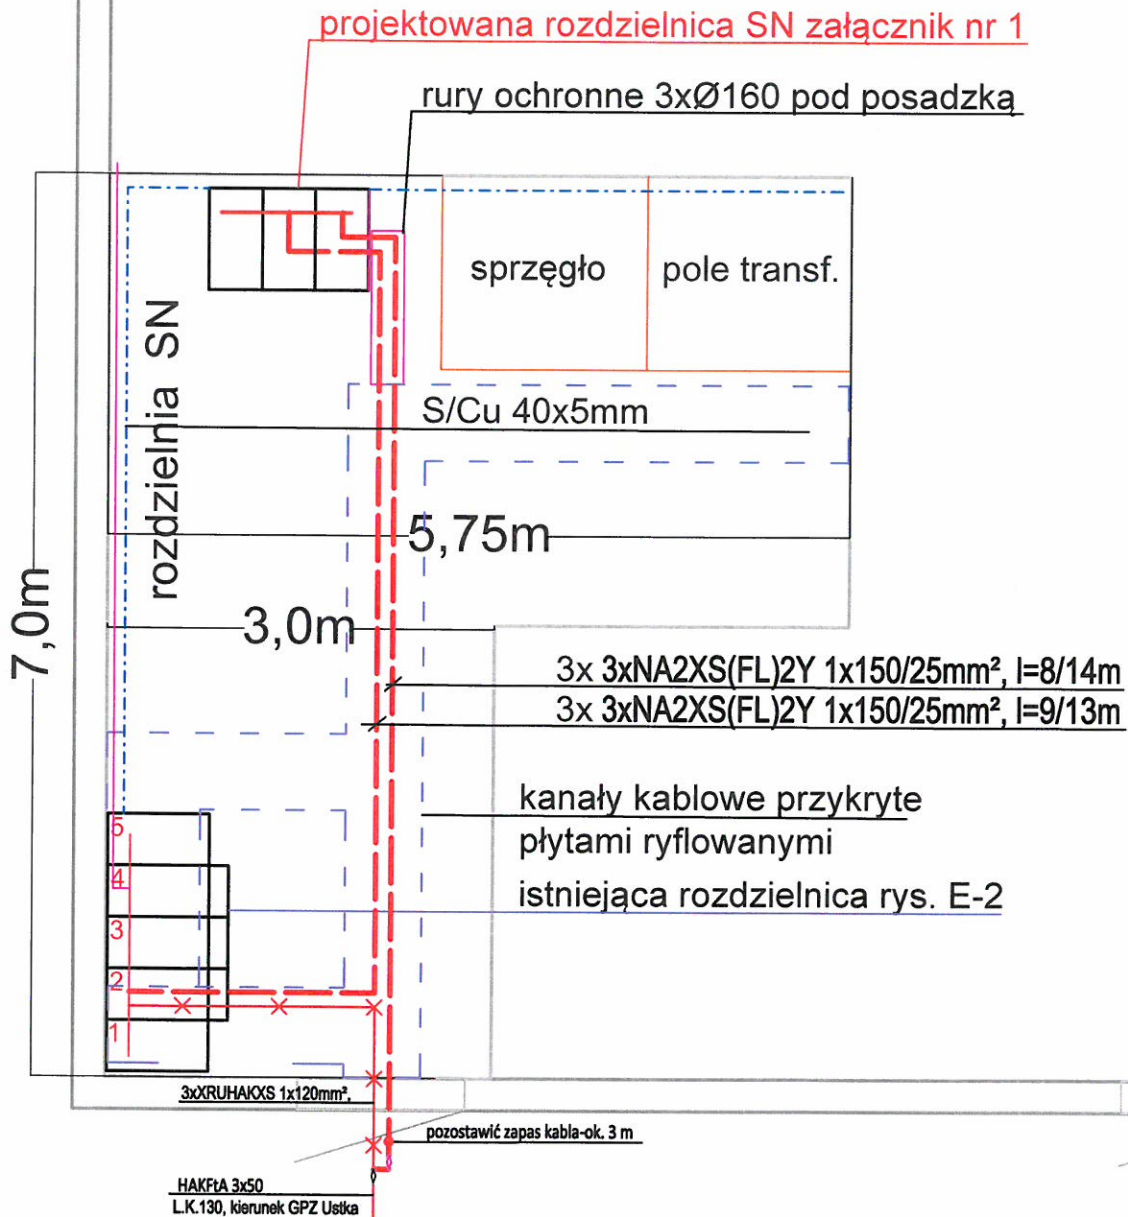 projektowana rozdzielnica SN załącznik nr 1
rury ochronne 3xØ160 pod posadzką
sprzęgło
pole transf.
rozdzielnia SN
S/Cu 40x5mm
5,75m
3,0m
7,0m
3x 3xNA2XS(FL)2Y 1x150/25mm², l=8/14m
3x 3xNA2XS(FL)2Y 1x150/25mm², l=9/13m
kanały kablowe przykryte
płytami ryflowanymi
istniejąca rozdzielnica rys. E-2
5
4
3
2
1
3xXRUHAKXS 1x120mm²,
pozostawić zapas kabla-ok. 3 m
HAKFtA 3x50
L.K.130, kierunek GPZ Ustka